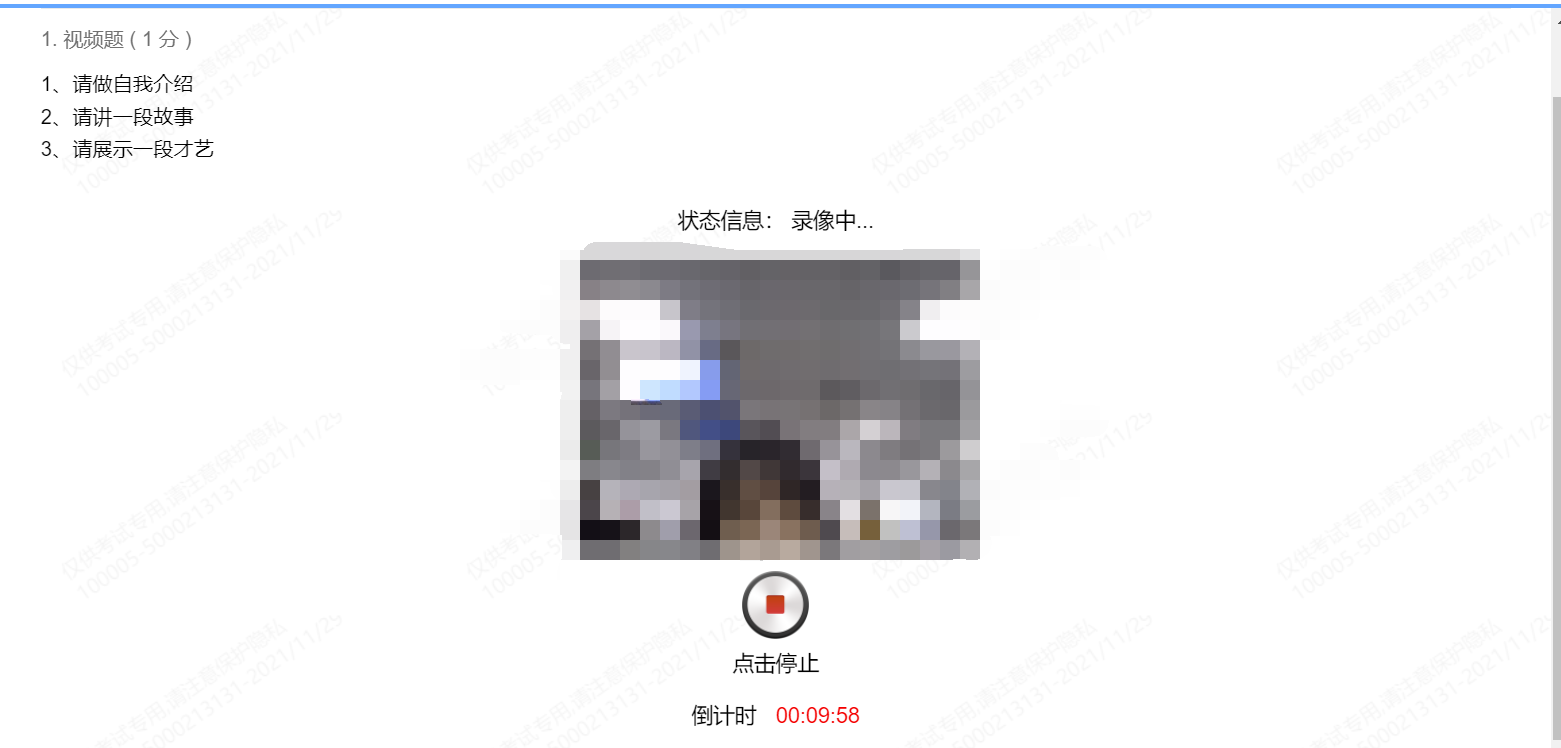 1. 视频题 ( 1 分 )
1、请做自我介绍
2、请讲一段故事
3、请展示一段才艺
状态信息： 录像中...
点击停止
倒计时 00:09:58
仅供考试专用,请注意保护隐私
100005-5000213131-2021/11/29